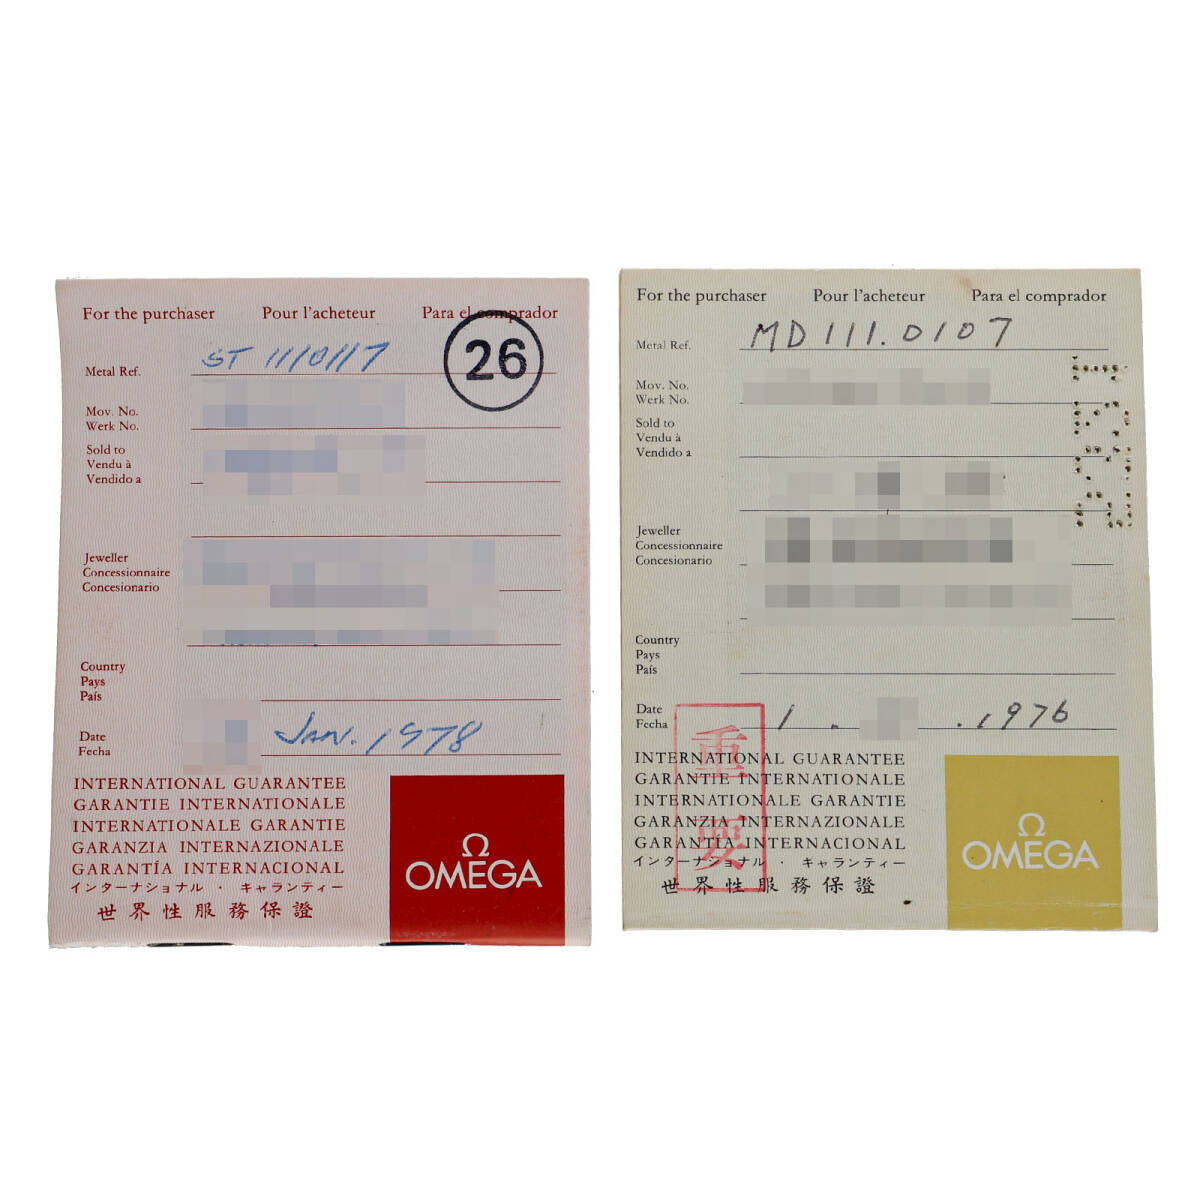 For the purchaser Pour l'acheteur Para el comprador
26
Metal Ref. ST 111/0117
Mov. No.
Werk No.
Sold to
Vendu à
Vendido a
Jeweller
Concessionnaire
Concesionario
Country
Pays
País
Date JAN. 1978
Fecha
INTERNATIONAL GUARANTEE
GARANTIE INTERNATIONALE
INTERNATIONALE GARANTIE
GARANZIA INTERNAZIONALE
GARANTÍA INTERNACIONAL
インターナショナル・ギャランティー
世界性服務保證
Ω
OMEGA
For the purchaser Pour l'acheteur Para el comprador
Metal Ref. MD 111.0107
Mov. No.
Werk No.
Sold to
Vendu à
Vendido a
Jeweller
Concessionnaire
Concesionario
Country
Pays
País
Date 1 . .1976
Fecha
重要
INTERNATIONAL GUARANTEE
GARANTIE INTERNATIONALE
INTERNATIONALE GARANTIE
GARANZIA INTERNAZIONALE
GARANTÍA INTERNACIONAL
インターナショナル・ギャランティー
世界性服務保證
Ω
OMEGA